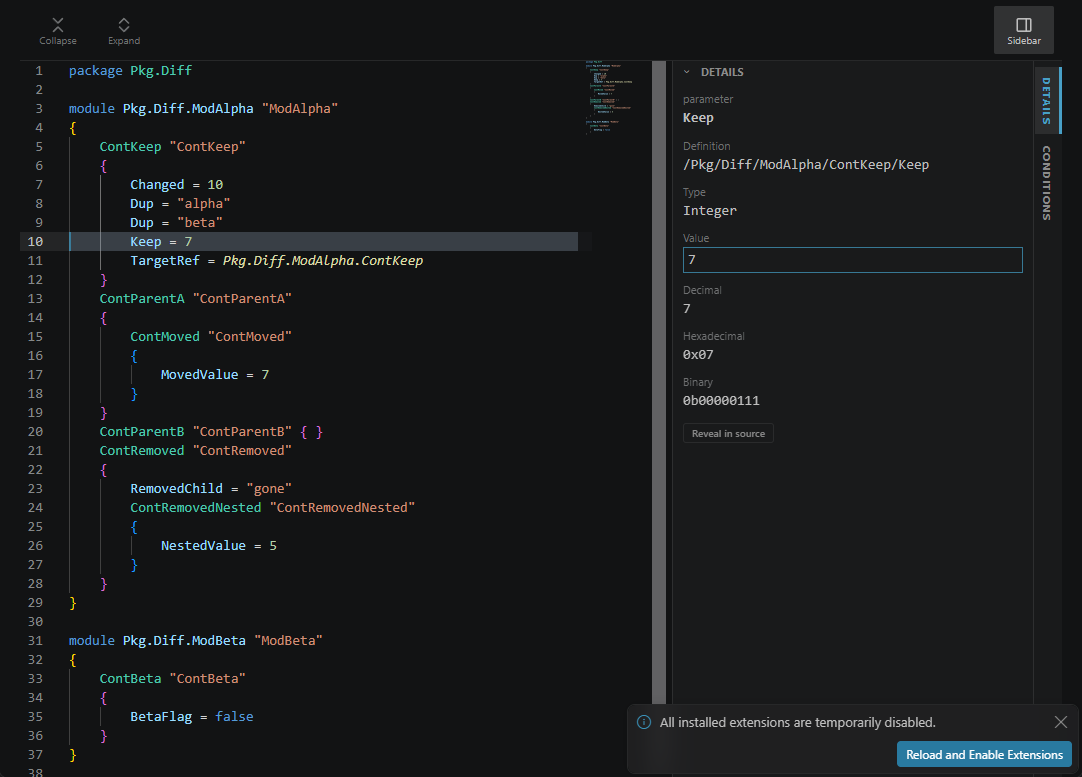 Collapse
Expand
Sidebar
1 package Pkg.Diff
2
3 module Pkg.Diff.ModAlpha "ModAlpha"
4 {
5 ContKeep "ContKeep"
6 {
7 Changed = 10
8 Dup = "alpha"
9 Dup = "beta"
10 Keep = 7
11 TargetRef = Pkg.Diff.ModAlpha.ContKeep
12 }
13 ContParentA "ContParentA"
14 {
15 ContMoved "ContMoved"
16 {
17 MovedValue = 7
18 }
19 }
20 ContParentB "ContParentB" { }
21 ContRemoved "ContRemoved"
22 {
23 RemovedChild = "gone"
24 ContRemovedNested "ContRemovedNested"
25 {
26 NestedValue = 5
27 }
28 }
29 }
30
31 module Pkg.Diff.ModBeta "ModBeta"
32 {
33 ContBeta "ContBeta"
34 {
35 BetaFlag = false
36 }
37 }
38
DETAILS
parameter
Keep
Definition
/Pkg/Diff/ModAlpha/ContKeep/Keep
Type
Integer
Value
7
Decimal
7
Hexadecimal
0x07
Binary
0b00000111
Reveal in source
DETAILS
CONDITIONS
All installed extensions are temporarily disabled.
Reload and Enable Extensions